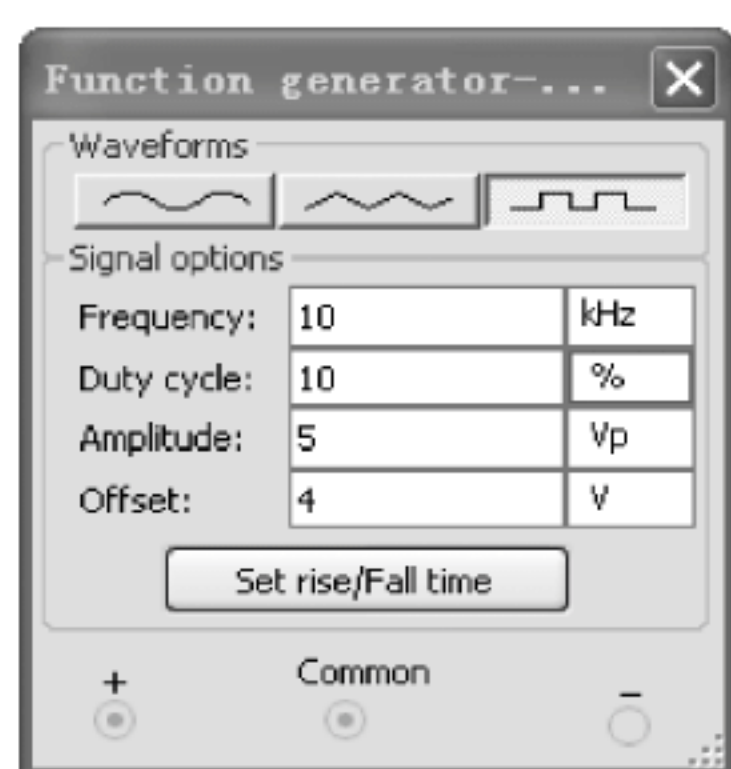 Function generator-...
Waveforms
Signal options
Frequency: 10 kHz
Duty cycle: 10 %
Amplitude: 5 Vp
Offset: 4 V
Set rise/Fall time
+ Common −